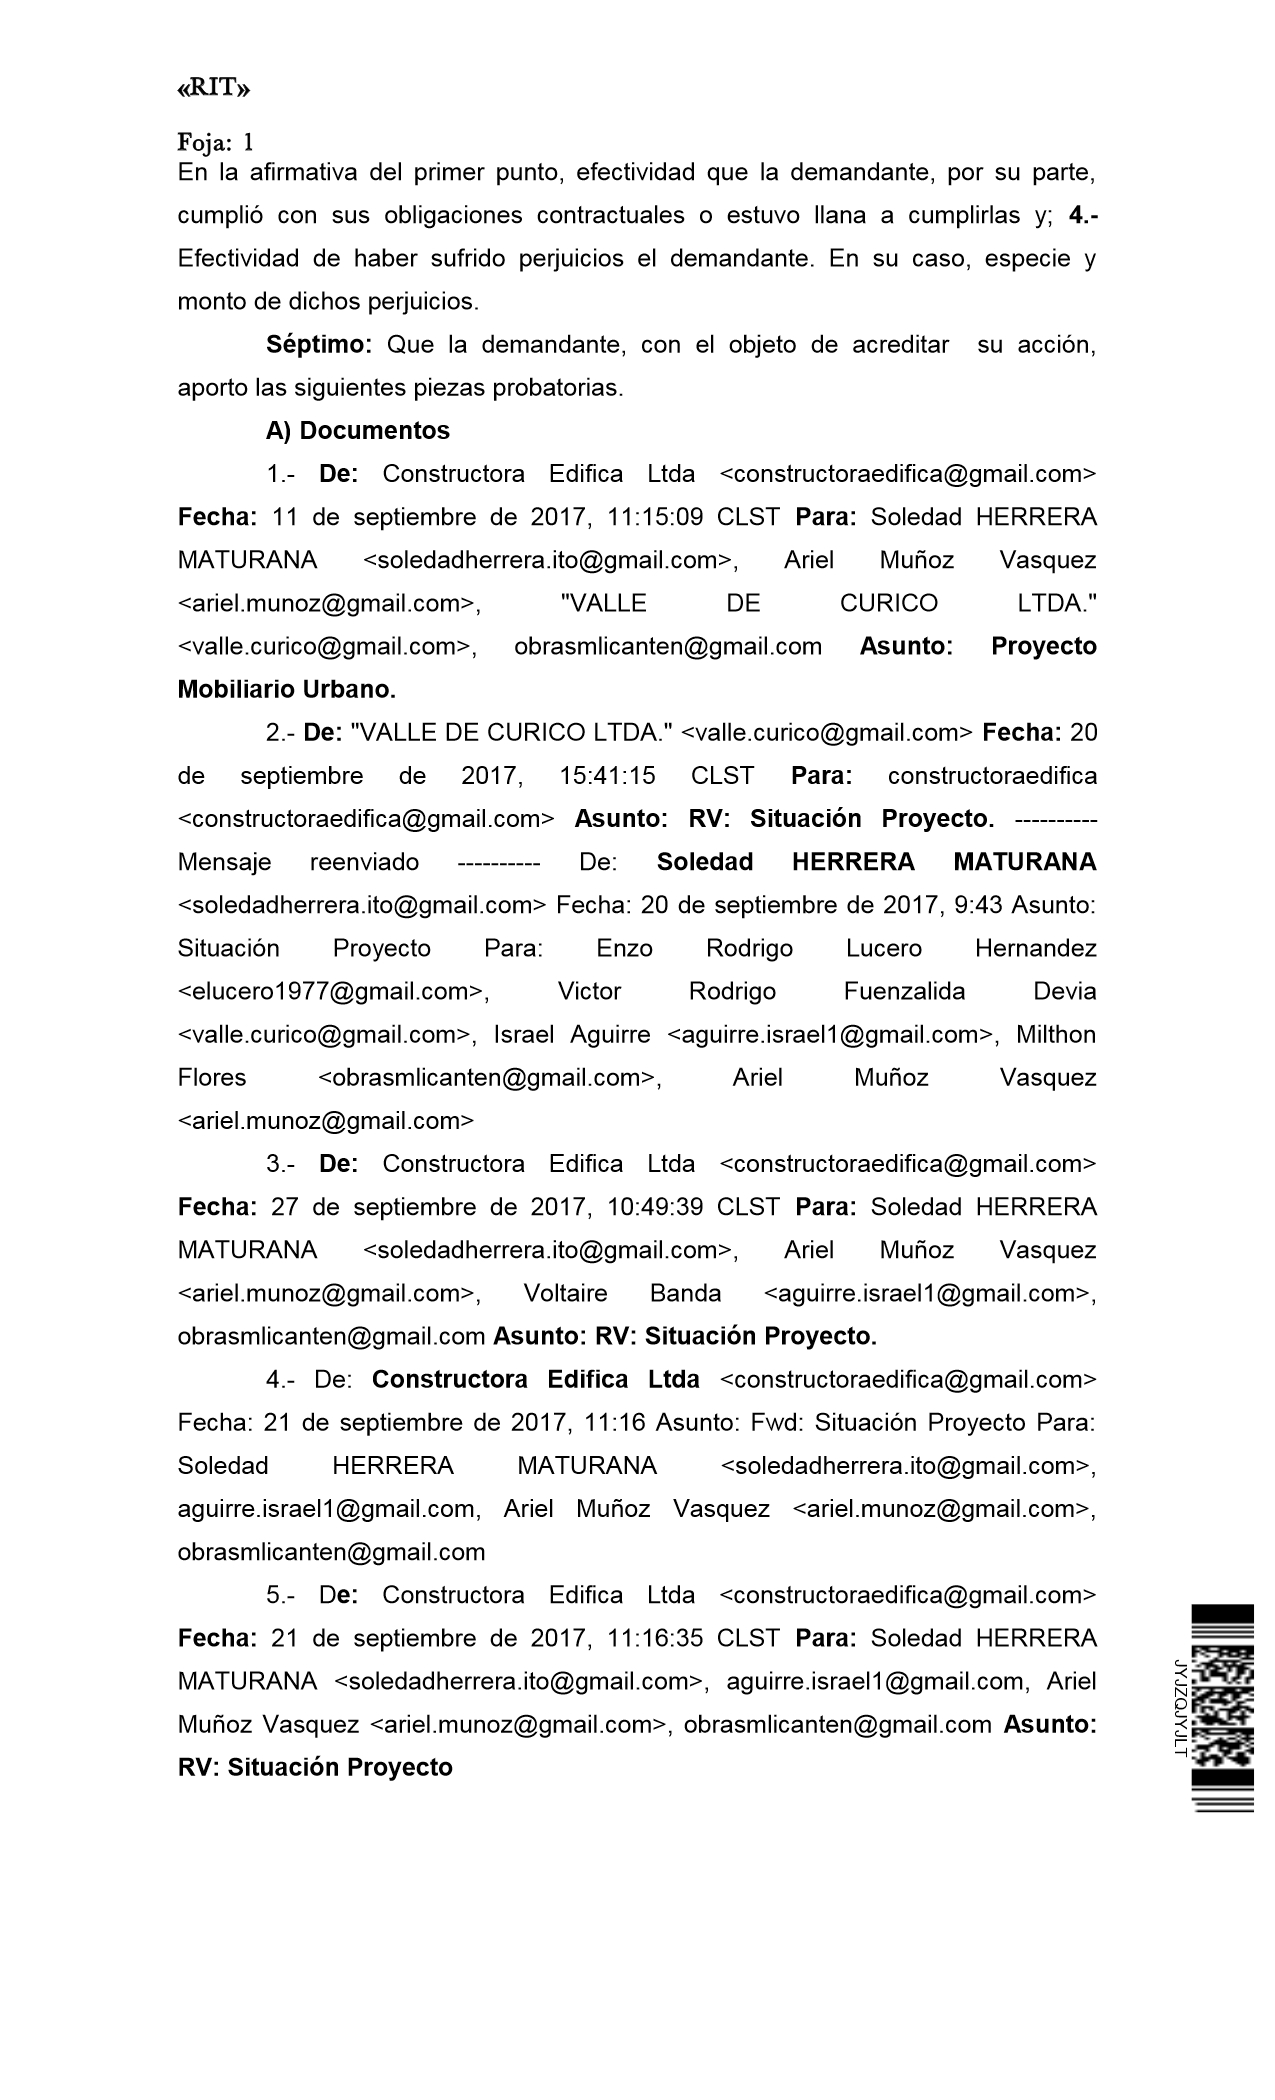 «RIT»
Foja: 1
En la afirmativa del primer punto, efectividad que la demandante, por su parte,
cumplió con sus obligaciones contractuales o estuvo llana a cumplirlas y; 4.-
Efectividad de haber sufrido perjuicios el demandante. En su caso, especie y
monto de dichos perjuicios.
Séptimo: Que la demandante, con el objeto de acreditar su acción,
aporto las siguientes piezas probatorias.
A) Documentos
1.- De: Constructora Edifica Ltda <constructoraedifica@gmail.com>
Fecha: 11 de septiembre de 2017, 11:15:09 CLST Para: Soledad HERRERA
MATURANA <soledadherrera.ito@gmail.com>, Ariel Muñoz Vasquez
<ariel.munoz@gmail.com>, "VALLE DE CURICO LTDA."
<valle.curico@gmail.com>, obrasmlicanten@gmail.com Asunto: Proyecto
Mobiliario Urbano.
2.- De: "VALLE DE CURICO LTDA." <valle.curico@gmail.com> Fecha: 20
de septiembre de 2017, 15:41:15 CLST Para: constructoraedifica
<constructoraedifica@gmail.com> Asunto: RV: Situación Proyecto. ----------
Mensaje reenviado ---------- De: Soledad HERRERA MATURANA
<soledadherrera.ito@gmail.com> Fecha: 20 de septiembre de 2017, 9:43 Asunto:
Situación Proyecto Para: Enzo Rodrigo Lucero Hernandez
<elucero1977@gmail.com>, Victor Rodrigo Fuenzalida Devia
<valle.curico@gmail.com>, Israel Aguirre <aguirre.israel1@gmail.com>, Milthon
Flores <obrasmlicanten@gmail.com>, Ariel Muñoz Vasquez
<ariel.munoz@gmail.com>
3.- De: Constructora Edifica Ltda <constructoraedifica@gmail.com>
Fecha: 27 de septiembre de 2017, 10:49:39 CLST Para: Soledad HERRERA
MATURANA <soledadherrera.ito@gmail.com>, Ariel Muñoz Vasquez
<ariel.munoz@gmail.com>, Voltaire Banda <aguirre.israel1@gmail.com>,
obrasmlicanten@gmail.com Asunto: RV: Situación Proyecto.
4.- De: Constructora Edifica Ltda <constructoraedifica@gmail.com>
Fecha: 21 de septiembre de 2017, 11:16 Asunto: Fwd: Situación Proyecto Para:
Soledad HERRERA MATURANA <soledadherrera.ito@gmail.com>,
aguirre.israel1@gmail.com, Ariel Muñoz Vasquez <ariel.munoz@gmail.com>,
obrasmlicanten@gmail.com
5.- De: Constructora Edifica Ltda <constructoraedifica@gmail.com>
Fecha: 21 de septiembre de 2017, 11:16:35 CLST Para: Soledad HERRERA
MATURANA <soledadherrera.ito@gmail.com>, aguirre.israel1@gmail.com, Ariel
Muñoz Vasquez <ariel.munoz@gmail.com>, obrasmlicanten@gmail.com Asunto:
RV: Situación Proyecto
JYJZQJYJLT